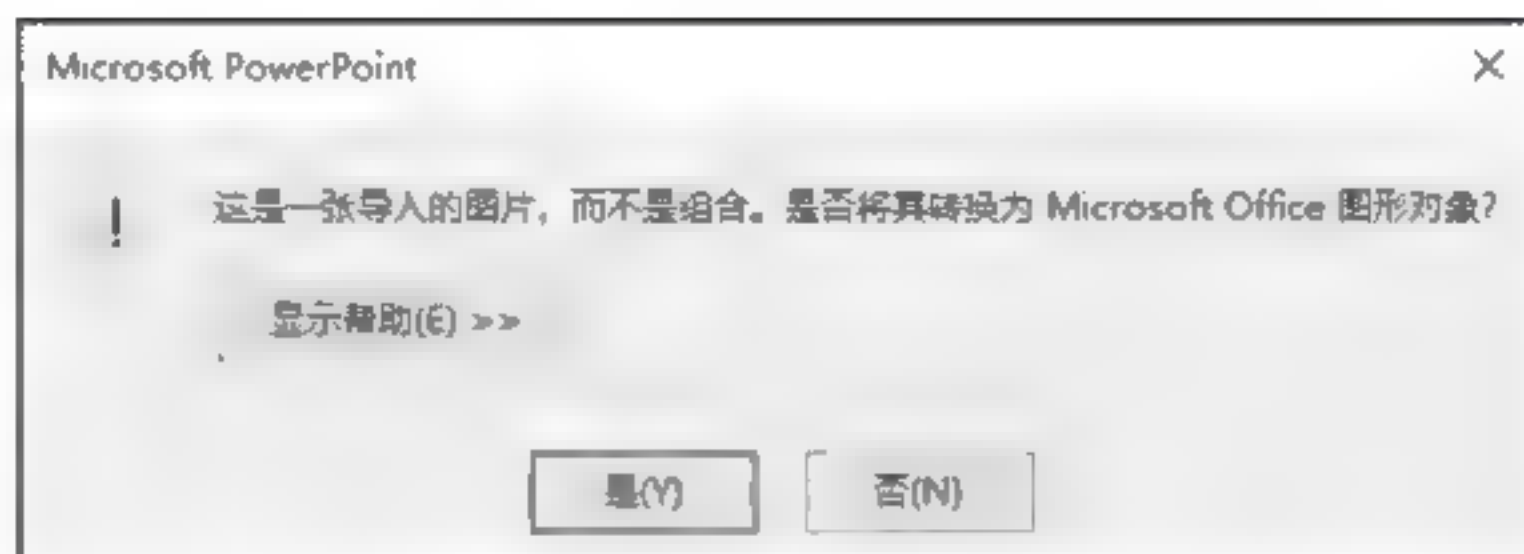 Microsoft PowerPoint
这是一张导入的图片，而不是组合。是否将其转换为 Microsoft Office 图形对象?
显示帮助(E) >>
是(Y)
否(N)